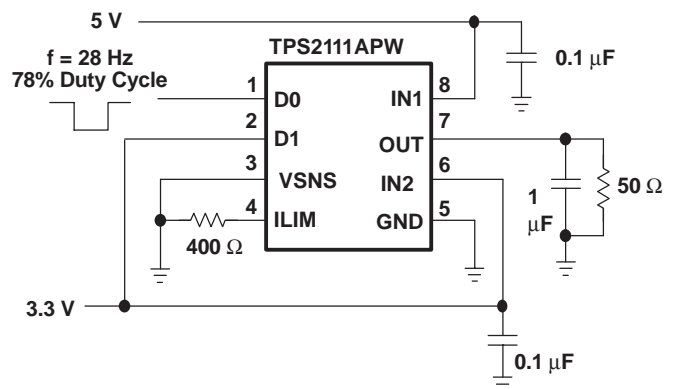 5 V
TPS2111APW
f = 28 Hz
78% Duty Cycle
0.1 μF
1
D0
IN1
8
2
D1
OUT
7
3
VSNS
IN2
6
4
ILIM
GND
5
400 Ω
1
μF
50 Ω
3.3 V
0.1 μF